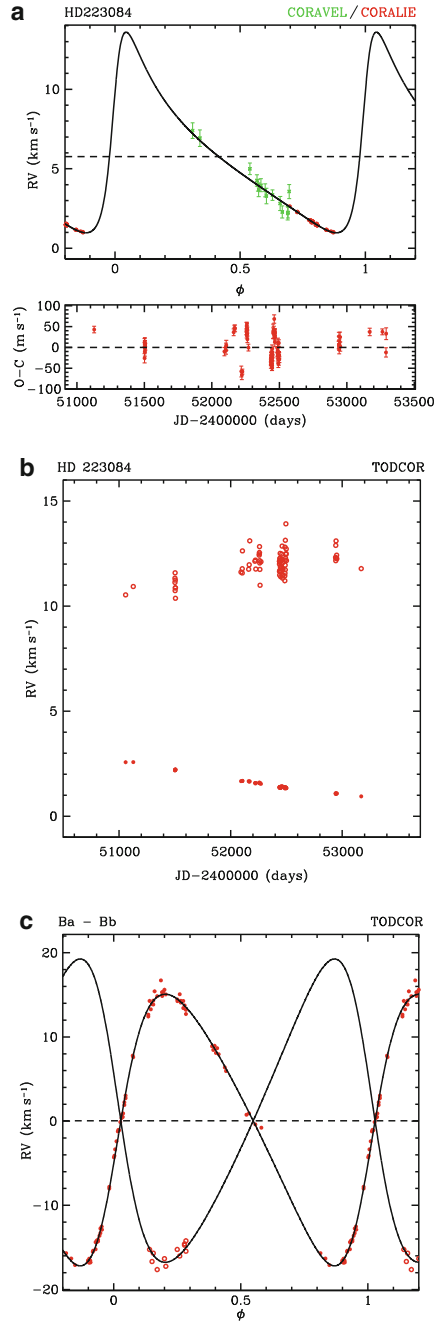 a
HD223084 CORAVEL/CORALIE
10
5
0
RV (km s⁻¹)
0 0.5 1
ϕ
100
50
0
−50
−100
O−C (m s⁻¹)
51000 51500 52000 52500 53000 53500
JD−2400000 (days)
b
HD 223084 TODCOR
15
10
5
0
RV (km s⁻¹)
51000 52000 53000
JD−2400000 (days)
c
Ba − Bb TODCOR
20
10
0
−10
−20
RV (km s⁻¹)
0 0.5 1
ϕ